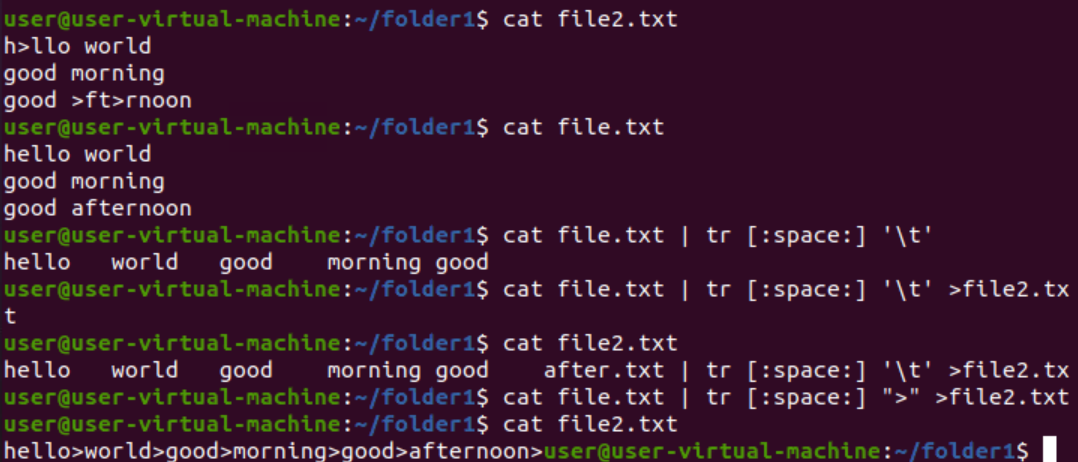 user@user-virtual-machine:~/folder1$ cat file2.txt
h>llo world
good morning
good >ft>rnoon
user@user-virtual-machine:~/folder1$ cat file.txt
hello world
good morning
good afternoon
user@user-virtual-machine:~/folder1$ cat file.txt | tr [:space:] '\t'
hello   world   good    morning good
user@user-virtual-machine:~/folder1$ cat file.txt | tr [:space:] '\t' >file2.tx
t
user@user-virtual-machine:~/folder1$ cat file2.txt
hello   world   good    morning good    after.txt | tr [:space:] '\t' >file2.tx
user@user-virtual-machine:~/folder1$ cat file.txt | tr [:space:] ">" >file2.txt
user@user-virtual-machine:~/folder1$ cat file2.txt
hello>world>good>morning>good>afternoon>user@user-virtual-machine:~/folder1$